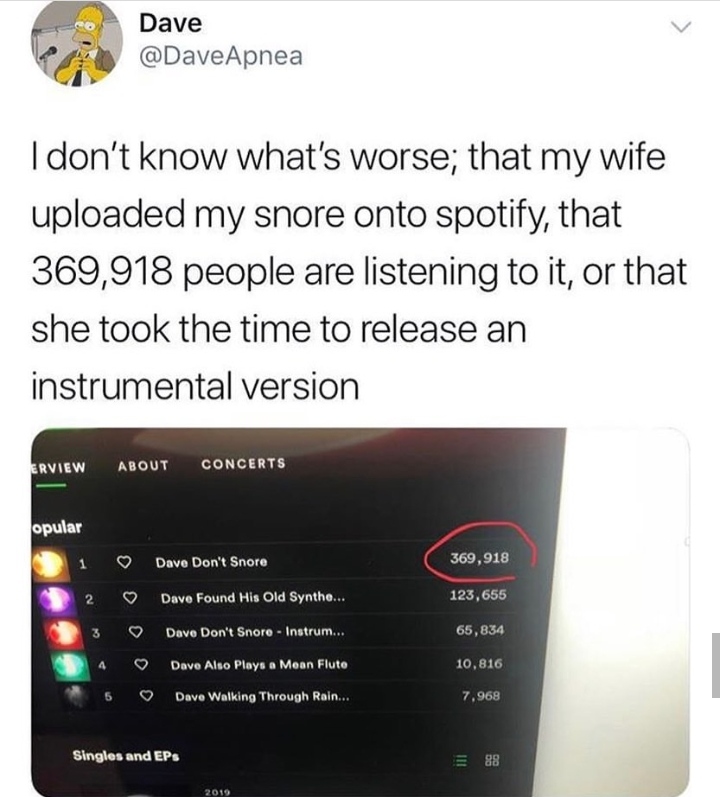 Dave
@DaveApnea
I don't know what's worse; that my wife
uploaded my snore onto spotify, that
369,918 people are listening to it, or that
she took the time to release an
instrumental version
ERVIEW ABOUT CONCERTS
opular
1 Dave Don't Snore 369,918
2 Dave Found His Old Synthe... 123,655
3 Dave Don't Snore - Instrum... 65,834
4 Dave Also Plays a Mean Flute 10,816
5 Dave Walking Through Rain... 7,968
Singles and EPs
2019